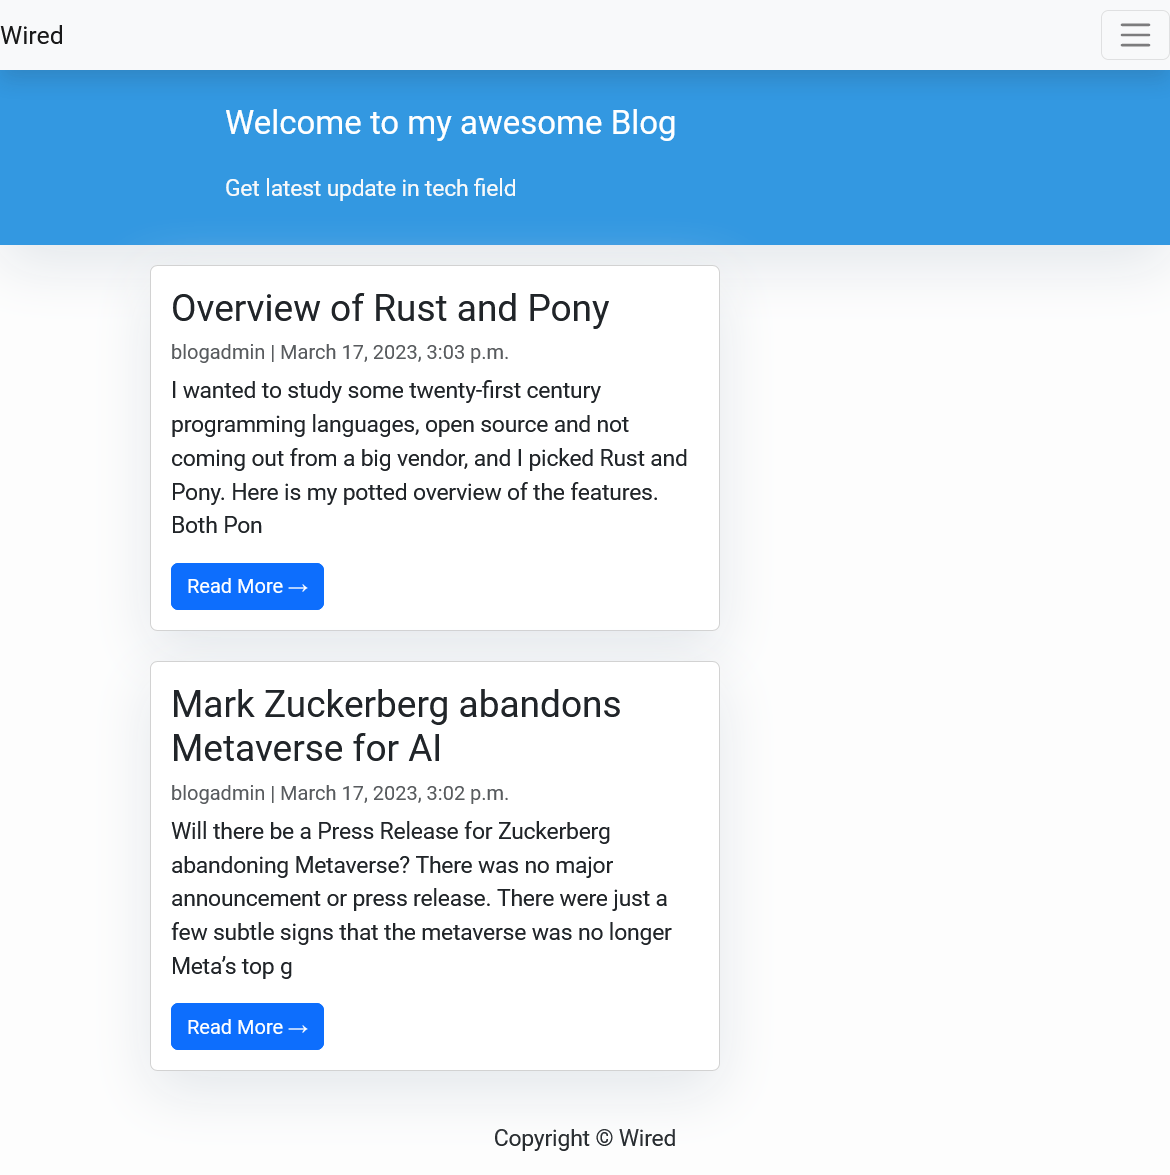 Wired
Welcome to my awesome Blog
Get latest update in tech field
Overview of Rust and Pony
blogadmin | March 17, 2023, 3:03 p.m.
I wanted to study some twenty-first century
programming languages, open source and not
coming out from a big vendor, and I picked Rust and
Pony. Here is my potted overview of the features.
Both Pon
Read More →
Mark Zuckerberg abandons
Metaverse for AI
blogadmin | March 17, 2023, 3:02 p.m.
Will there be a Press Release for Zuckerberg
abandoning Metaverse? There was no major
announcement or press release. There were just a
few subtle signs that the metaverse was no longer
Meta’s top g
Read More →
Copyright © Wired